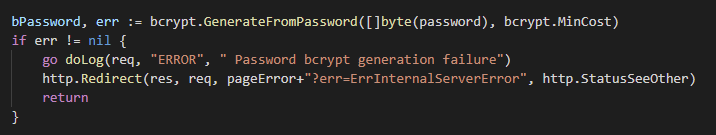 bPassword, err := bcrypt.GenerateFromPassword([]byte(password), bcrypt.MinCost)
if err != nil {
    go doLog(req, "ERROR", " Password bcrypt generation failure")
    http.Redirect(res, req, pageError+"?err=ErrInternalServerError", http.StatusSeeOther)
    return
}